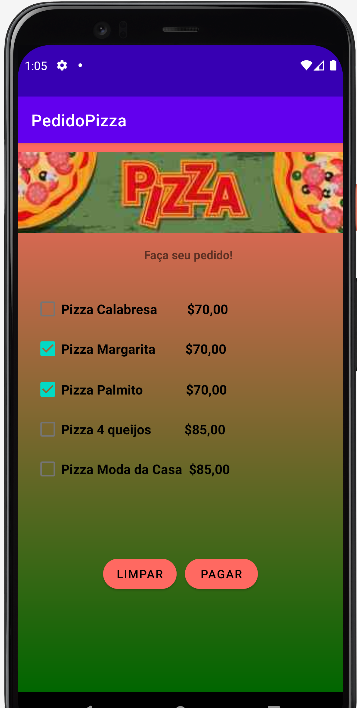 1:05
PedidoPizza
PIZZA
Faça seu pedido!
Pizza Calabresa $70,00
Pizza Margarita $70,00
Pizza Palmito $70,00
Pizza 4 queijos $85,00
Pizza Moda da Casa $85,00
LIMPAR PAGAR